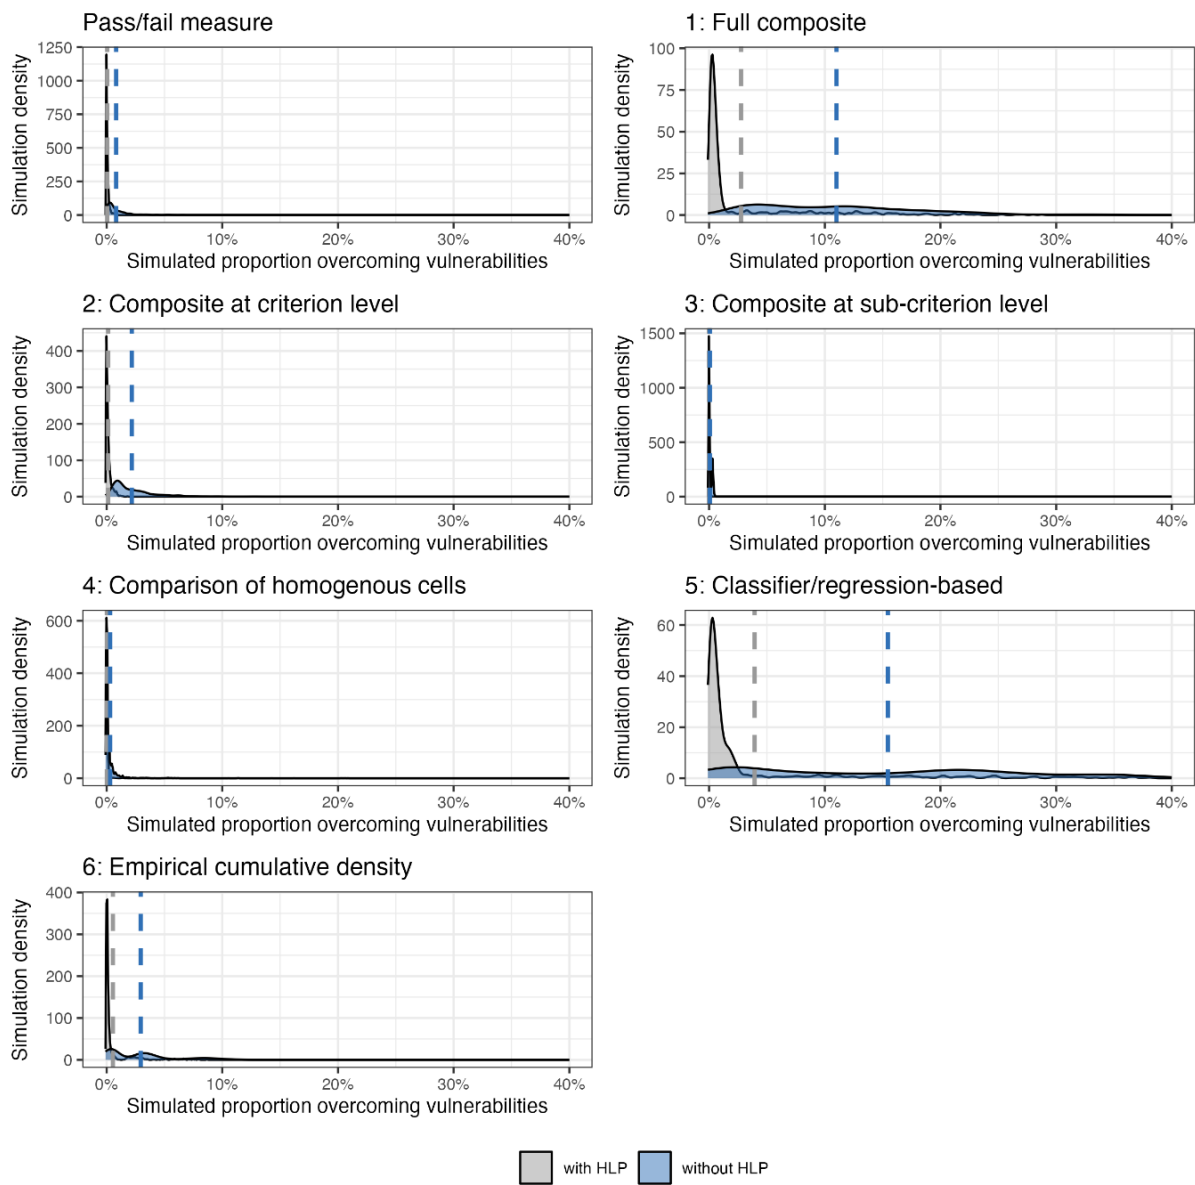 Pass/fail measure
Simulation density
1250
1000
750
500
250
0
0% 10% 20% 30% 40%
Simulated proportion overcoming vulnerabilities
1: Full composite
Simulation density
100
75
50
25
0
0% 10% 20% 30% 40%
Simulated proportion overcoming vulnerabilities
2: Composite at criterion level
Simulation density
400
300
200
100
0
0% 10% 20% 30% 40%
Simulated proportion overcoming vulnerabilities
3: Composite at sub-criterion level
Simulation density
1500
1000
500
0
0% 10% 20% 30% 40%
Simulated proportion overcoming vulnerabilities
4: Comparison of homogenous cells
Simulation density
600
400
200
0
0% 10% 20% 30% 40%
Simulated proportion overcoming vulnerabilities
5: Classifier/regression-based
Simulation density
60
40
20
0
0% 10% 20% 30% 40%
Simulated proportion overcoming vulnerabilities
6: Empirical cumulative density
Simulation density
400
300
200
100
0
0% 10% 20% 30% 40%
Simulated proportion overcoming vulnerabilities
with HLP without HLP